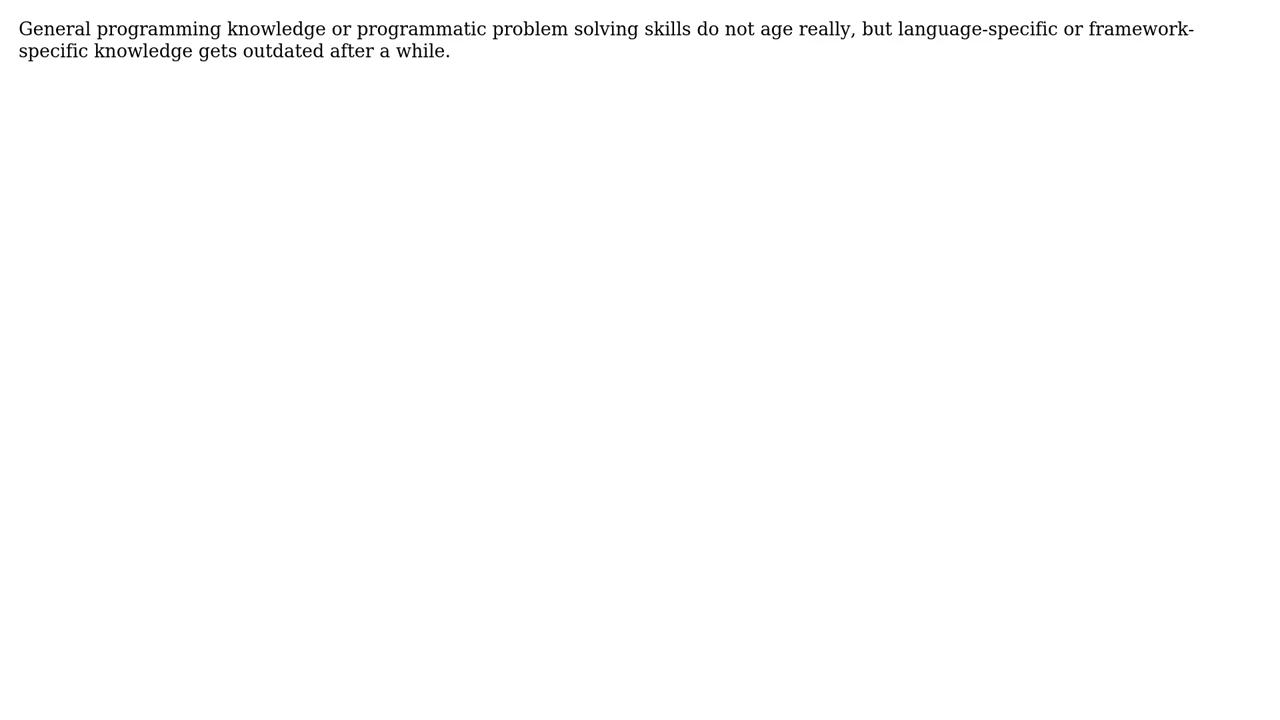 General programming knowledge or programmatic problem solving skills do not age really, but language-specific or framework-
specific knowledge gets outdated after a while.